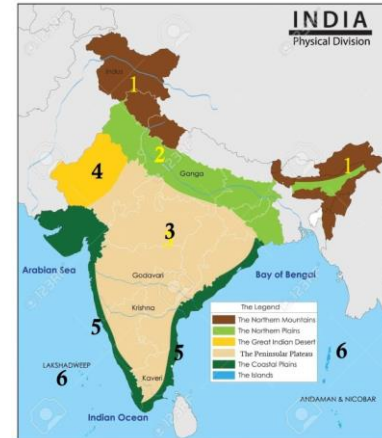 INDIA
Physical Division
Indus
1
1
2
Ganga
4
3
Arabian Sea
Bay of Bengal
Godavari
Krishna
5
5
Kaveri
LAKSHADWEEP
6
6
ANDAMAN & NICOBAR
Indian Ocean
The Legend
The Northern Mountains
The Northern Plains
The Great Indian Desert
The Peninsular Plateau
The Coastal Plains
The Islands